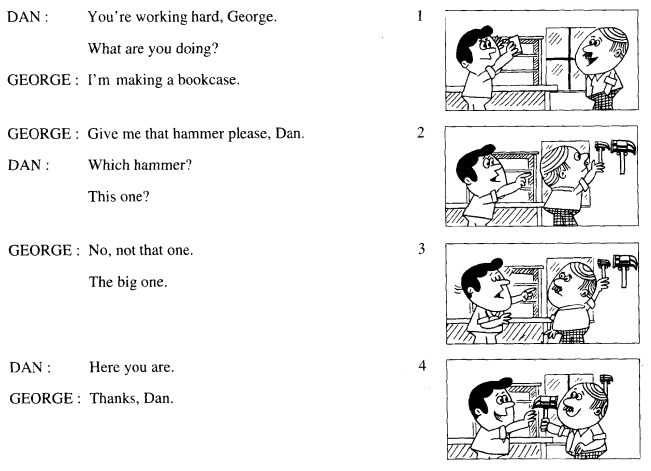 DAN : You're working hard, George. 1
What are you doing?
GEORGE : I'm making a bookcase.
GEORGE : Give me that hammer please, Dan. 2
DAN : Which hammer?
This one?
GEORGE : No, not that one. 3
The big one.
DAN : Here you are. 4
GEORGE : Thanks, Dan.